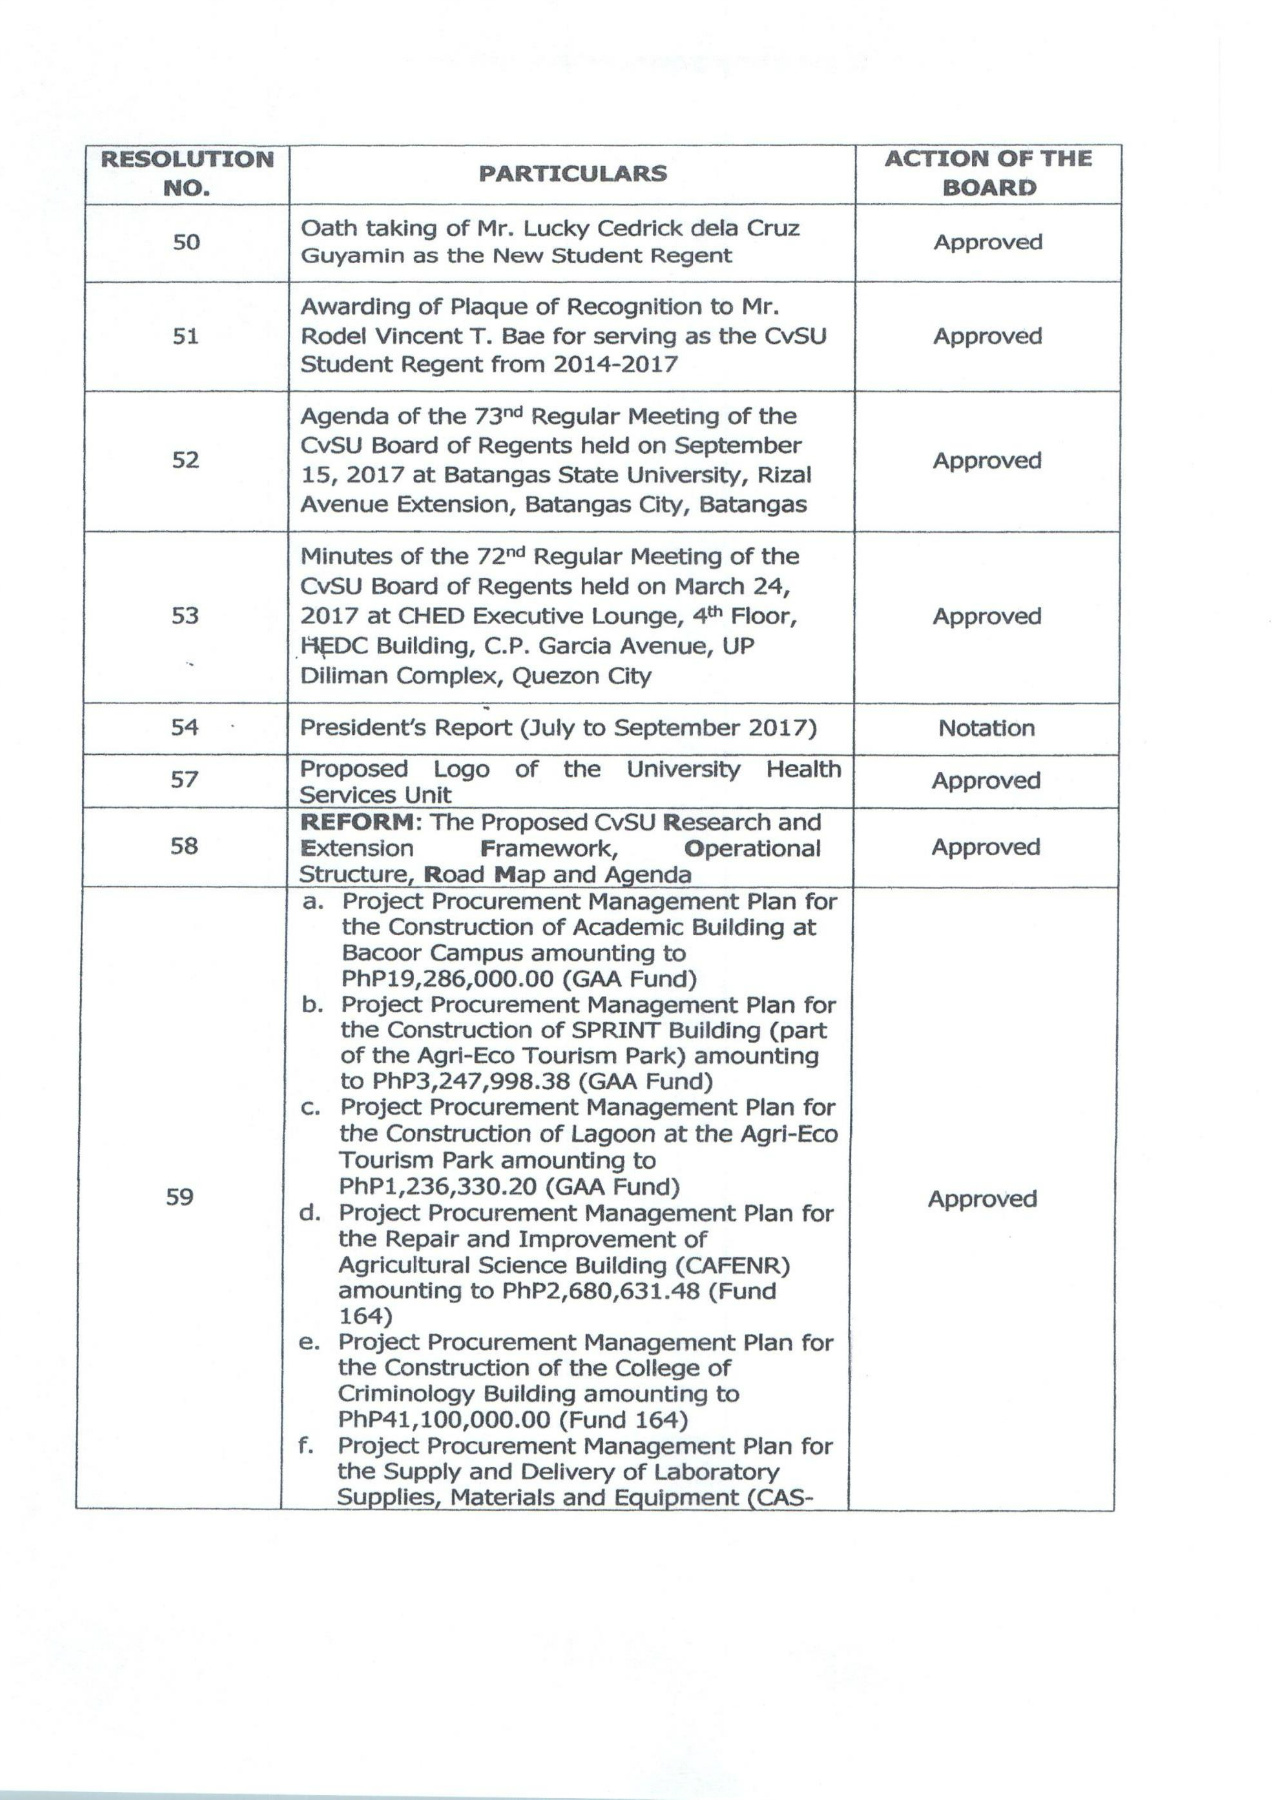 RESOLUTION
NO.
PARTICULARS
ACTION OF THE
BOARD
50
Oath taking of Mr. Lucky Cedrick dela Cruz
Guyamin as the New Student Regent
Approved
51
Awarding of Plaque of Recognition to Mr.
Rodel Vincent T. Bae for serving as the CvSU
Student Regent from 2014-2017
Approved
52
Agenda of the 73nd Regular Meeting of the
CvSU Board of Regents held on September
15, 2017 at Batangas State University, Rizal
Avenue Extension, Batangas City, Batangas
Approved
53
Minutes of the 72nd Regular Meeting of the
CvSU Board of Regents held on March 24,
2017 at CHED Executive Lounge, 4th Floor,
HEDC Building, C.P. Garcia Avenue, UP
Diliman Complex, Quezon City
Approved
54
President's Report (July to September 2017)
Notation
57
Proposed Logo of the University Health
Services Unit
Approved
58
REFORM: The Proposed CvSU Research and
Extension Framework, Operational
Structure, Road Map and Agenda
Approved
59
a. Project Procurement Management Plan for
the Construction of Academic Building at
Bacoor Campus amounting to
PhP19,286,000.00 (GAA Fund)
b. Project Procurement Management Plan for
the Construction of SPRINT Building (part
of the Agri-Eco Tourism Park) amounting
to PhP3,247,998.38 (GAA Fund)
c. Project Procurement Management Plan for
the Construction of Lagoon at the Agri-Eco
Tourism Park amounting to
PhP1,236,330.20 (GAA Fund)
d. Project Procurement Management Plan for
the Repair and Improvement of
Agricultural Science Building (CAFENR)
amounting to PhP2,680,631.48 (Fund
164)
e. Project Procurement Management Plan for
the Construction of the College of
Criminology Building amounting to
PhP41,100,000.00 (Fund 164)
f. Project Procurement Management Plan for
the Supply and Delivery of Laboratory
Supplies, Materials and Equipment (CAS-
Approved